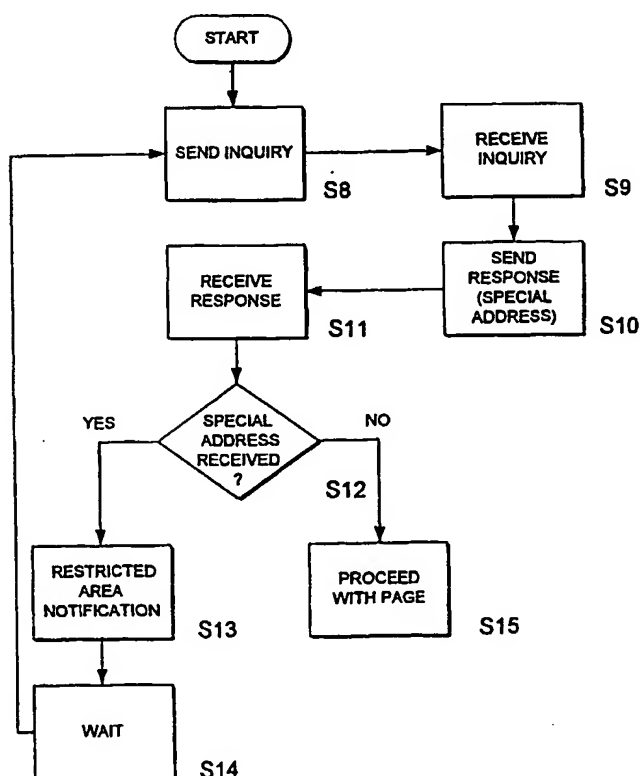 START
SEND INQUIRY
S8
RECEIVE
INQUIRY
S9
SEND
RESPONSE
(SPECIAL
ADDRESS)
S10
RECEIVE
RESPONSE
S11
YES
SPECIAL
ADDRESS
RECEIVED
?
NO
S12
RESTRICTED
AREA
NOTIFICATION
S13
PROCEED
WITH PAGE
S15
WAIT
S14